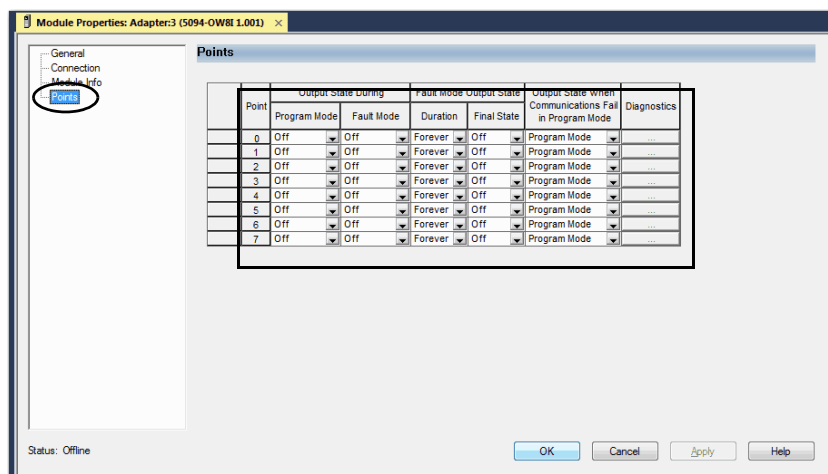 Module Properties: Adapter:3 (5094-OW8I 1.001) ×
General
Connection
Module Info
Points
Points
Output State During Fault Mode Output State Output State When
Communications Fail
in Program Mode
Point Program Mode Fault Mode Duration Final State Diagnostics
0 Off Off Forever Off Program Mode ...
1 Off Off Forever Off Program Mode ...
2 Off Off Forever Off Program Mode ...
3 Off Off Forever Off Program Mode ...
4 Off Off Forever Off Program Mode ...
5 Off Off Forever Off Program Mode ...
6 Off Off Forever Off Program Mode ...
7 Off Off Forever Off Program Mode ...
Status: Offline
OK Cancel Apply Help